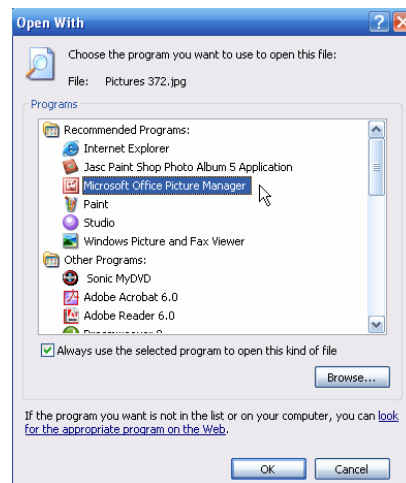 Open With
Choose the program you want to use to open this file:
File: Pictures 372.jpg
Programs
Recommended Programs:
Internet Explorer
Jasc Paint Shop Photo Album 5 Application
Microsoft Office Picture Manager
Paint
Studio
Windows Picture and Fax Viewer
Other Programs:
Sonic MyDVD
Adobe Acrobat 6.0
Adobe Reader 6.0
Always use the selected program to open this kind of file
Browse...
If the program you want is not in the list or on your computer, you can look
for the appropriate program on the Web.
OK Cancel